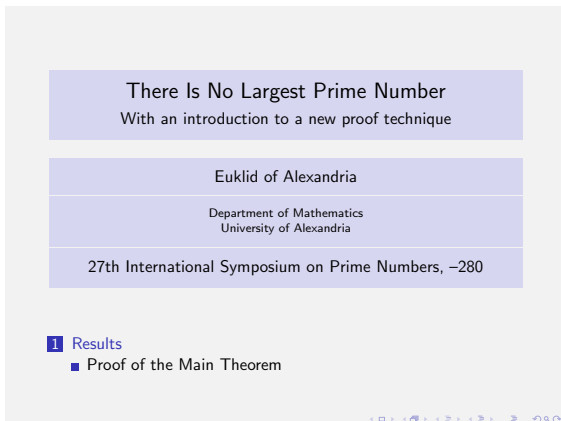 There Is No Largest Prime Number
With an introduction to a new proof technique
Euklid of Alexandria
Department of Mathematics
University of Alexandria
27th International Symposium on Prime Numbers, –280
1 Results
Proof of the Main Theorem